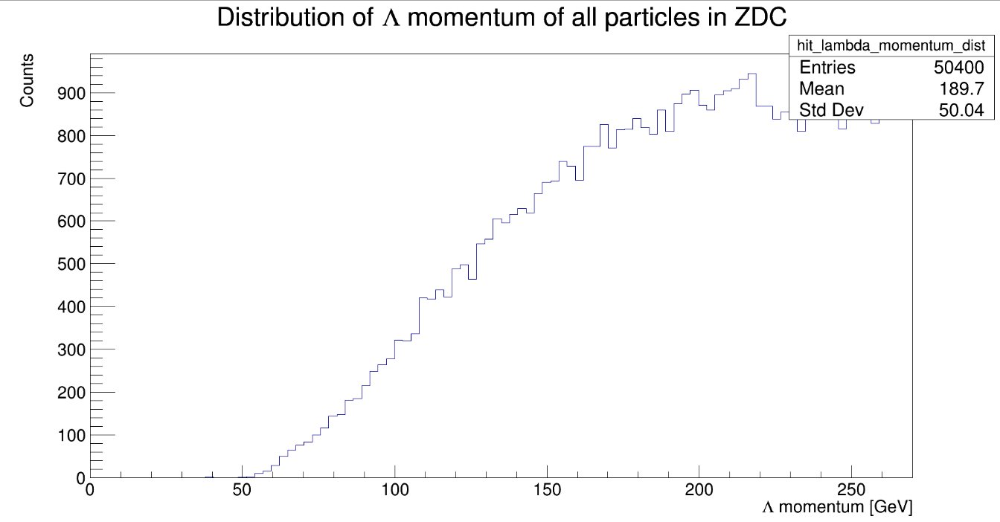 Distribution of Λ momentum of all particles in ZDC
hit_lambda_momentum_dist
Entries 50400
Mean 189.7
Std Dev 50.04
Counts
900
800
700
600
500
400
300
200
100
0
0 50 100 150 200 250
Λ momentum [GeV]